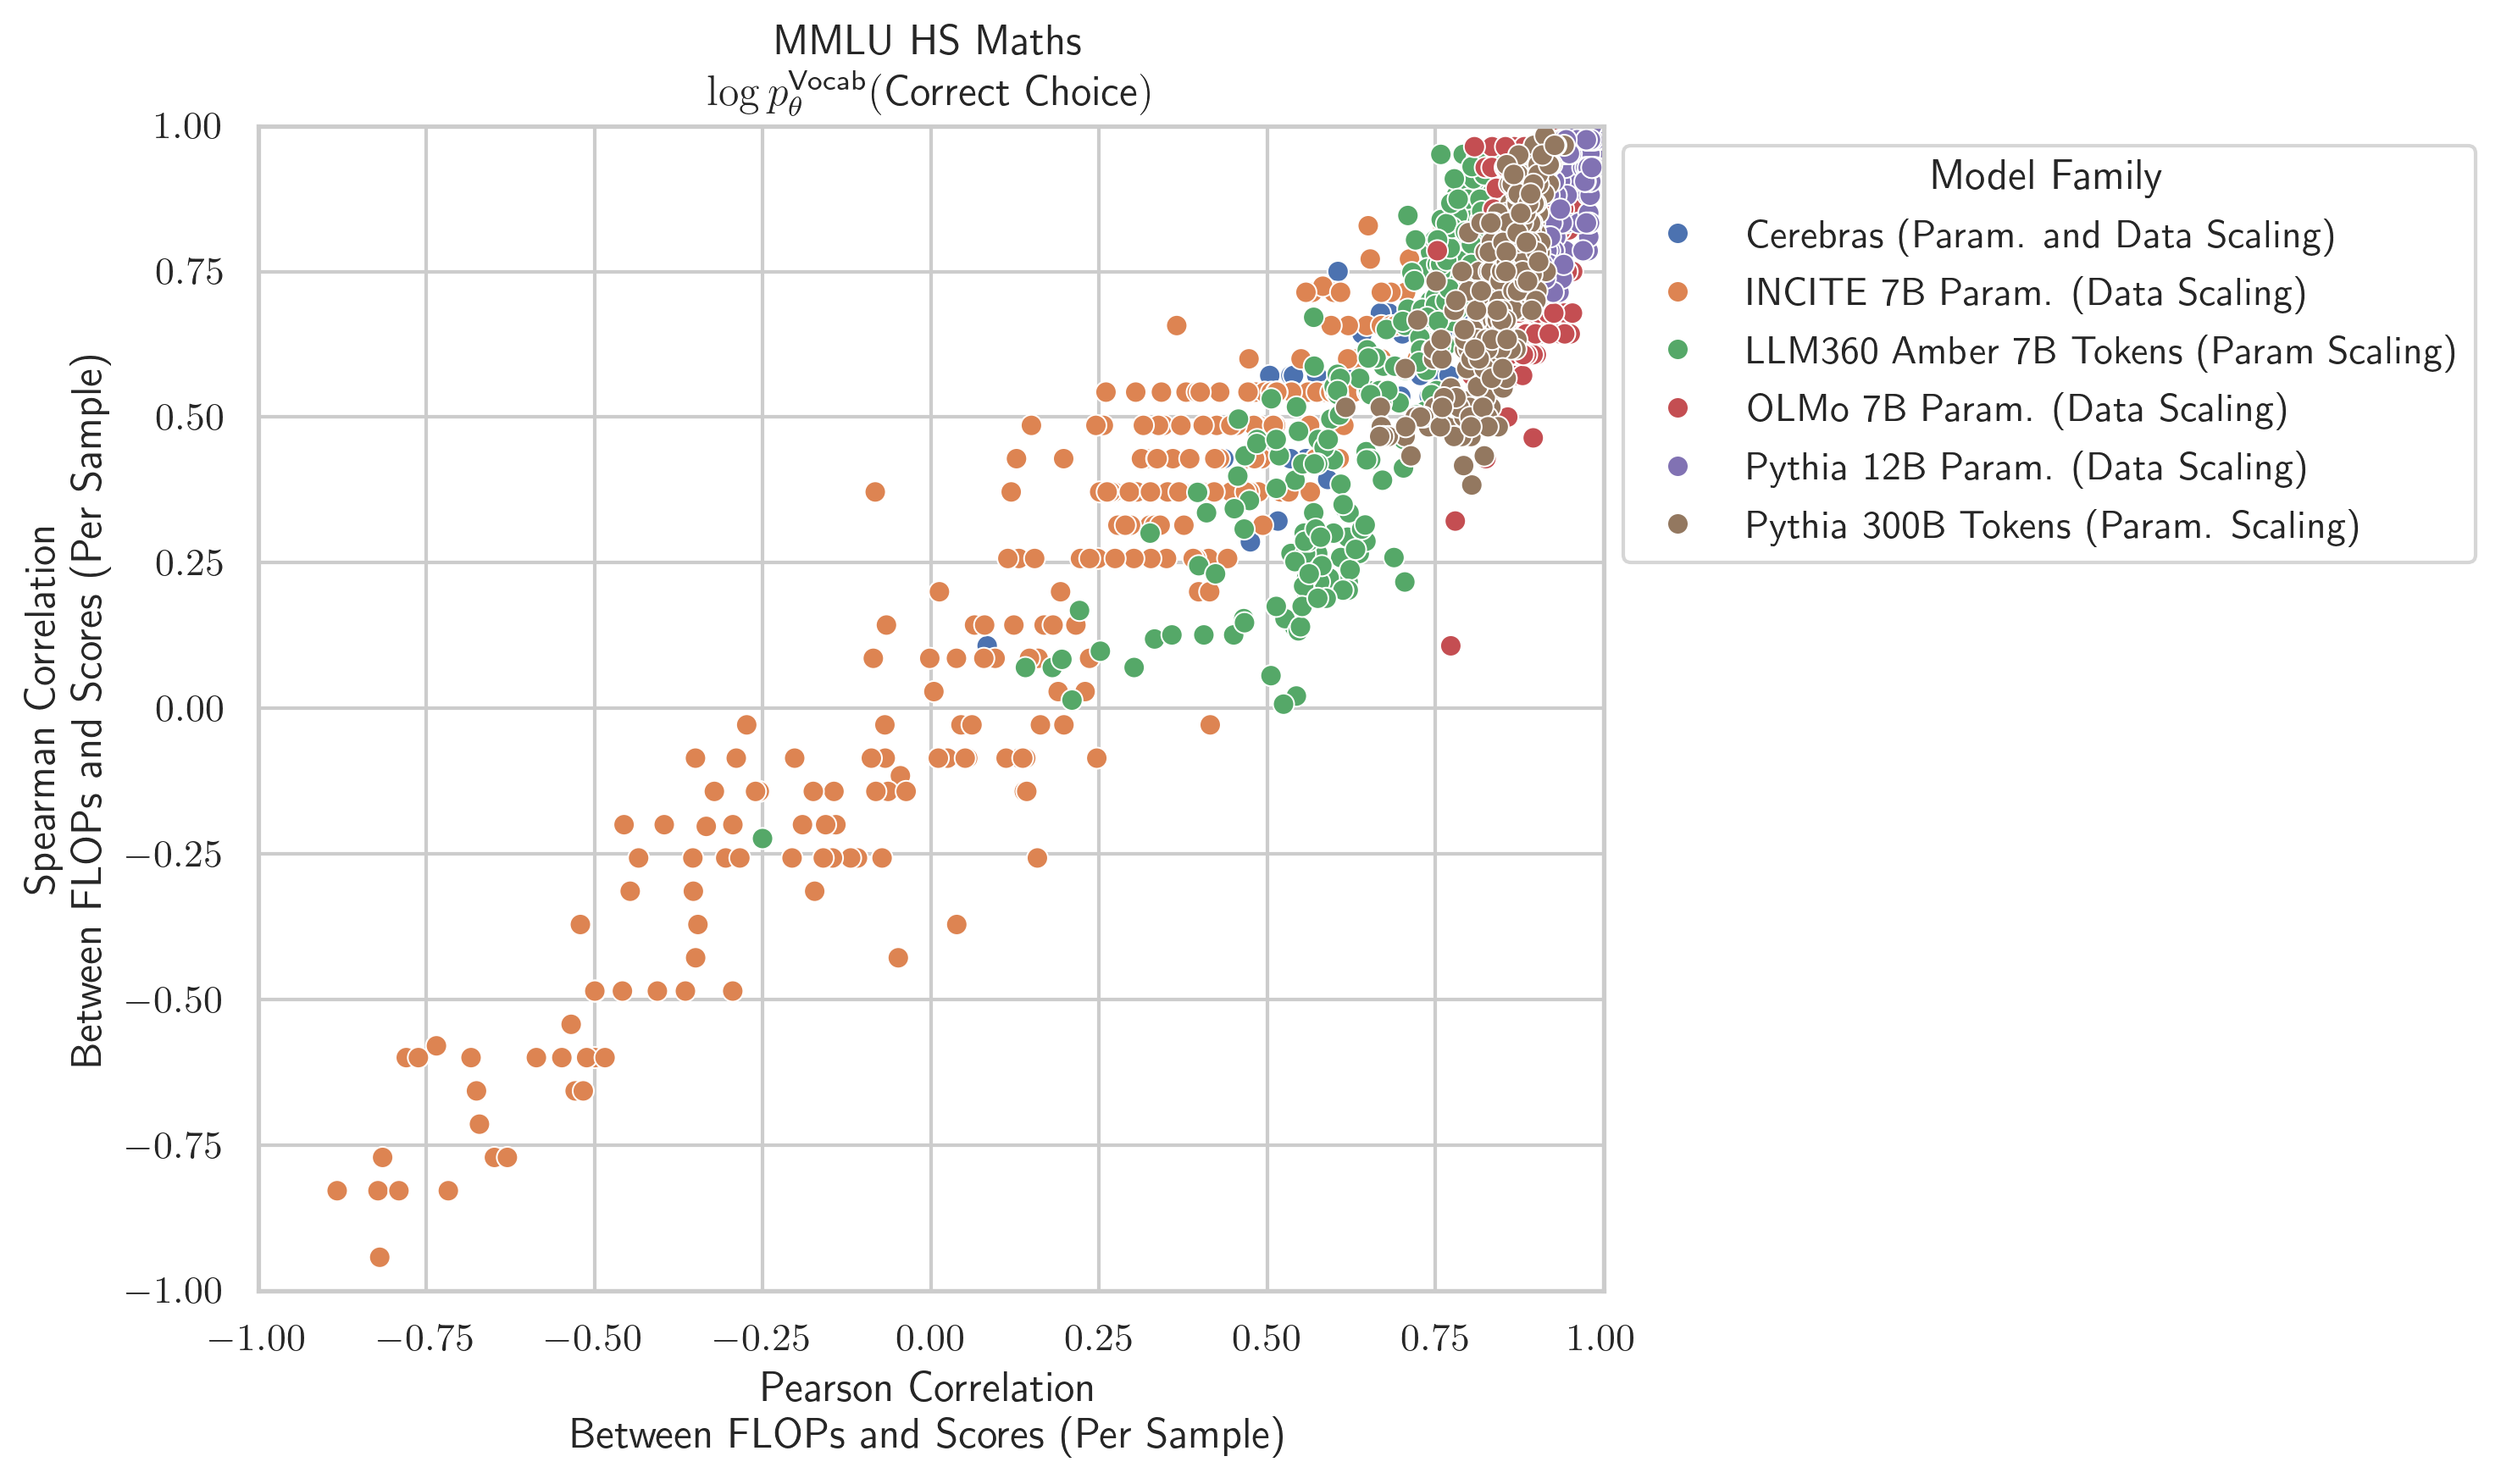 MMLU HS Maths
log p_θ^Vocab(Correct Choice)
1.00
0.75
0.50
0.25
0.00
−0.25
−0.50
−0.75
−1.00
Spearman Correlation
Between FLOPs and Scores (Per Sample)
−1.00 −0.75 −0.50 −0.25 0.00 0.25 0.50 0.75 1.00
Pearson Correlation
Between FLOPs and Scores (Per Sample)
Model Family
Cerebras (Param. and Data Scaling)
INCITE 7B Param. (Data Scaling)
LLM360 Amber 7B Tokens (Param Scaling)
OLMo 7B Param. (Data Scaling)
Pythia 12B Param. (Data Scaling)
Pythia 300B Tokens (Param. Scaling)